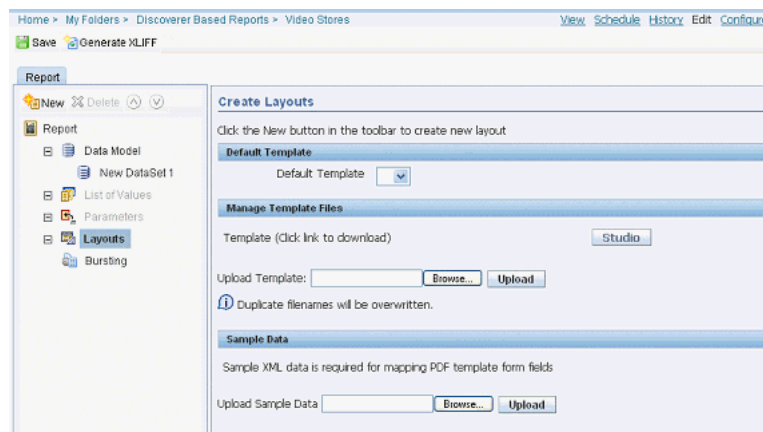 Home > My Folders > Discoverer Based Reports > Video Stores View Schedule History Edit Configure
Save Generate XLIFF
Report
New Delete
Report
Data Model
New DataSet 1
List of Values
Parameters
Layouts
Bursting
Create Layouts
Click the New button in the toolbar to create new layout
Default Template
Default Template
Manage Template Files
Template (Click link to download) Studio
Upload Template: Browse... Upload
Duplicate filenames will be overwritten.
Sample Data
Sample XML data is required for mapping PDF template form fields
Upload Sample Data Browse... Upload